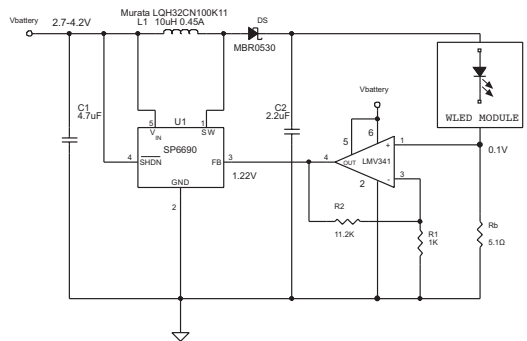 Murata LQH32CN100K11
Vbattery 2.7-4.2V L1 10uH 0.45A DS
MBR0530
C1
4.7uF
U1
5 1
VIN SW
SP6690
4 SHDN FB 3
1.22V
GND
2
C2
2.2uF
Vbattery
5 6
4 OUT LMV341 + 1
2 - 3
R2
11.2K
R1
1K
WLED MODULE
0.1V
Rb
5.1Ω